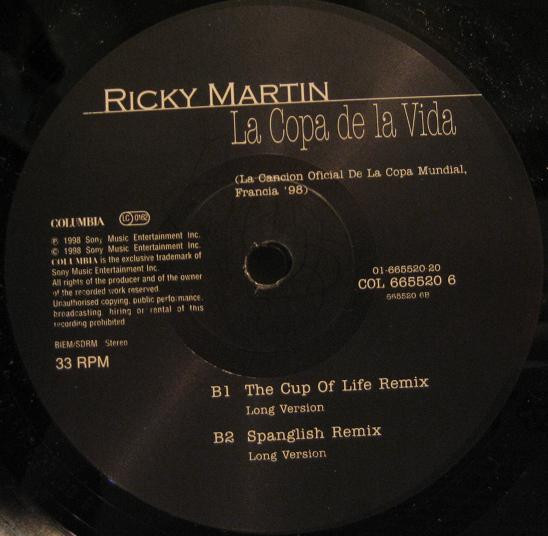 RICKY MARTIN
La Copa de la Vida
(La Cancion Oficial De La Copa Mundial,
Francia '98)
COLUMBIA LC 0162
℗ 1998 Sony Music Entertainment Inc.
© 1998 Sony Music Entertainment Inc.
COLUMBIA is the exclusive trademark of
Sony Music Entertainment Inc.
All rights of the producer and of the owner
of the recorded work reserved.
Unauthorised copying, public performance,
broadcasting, hiring or rental of this
recording prohibited
BIEM/SDRM Stereo
33 RPM
01-665520-20
COL 665520 6
665520 6B
B1 The Cup Of Life Remix
Long Version
B2 Spanglish Remix
Long Version